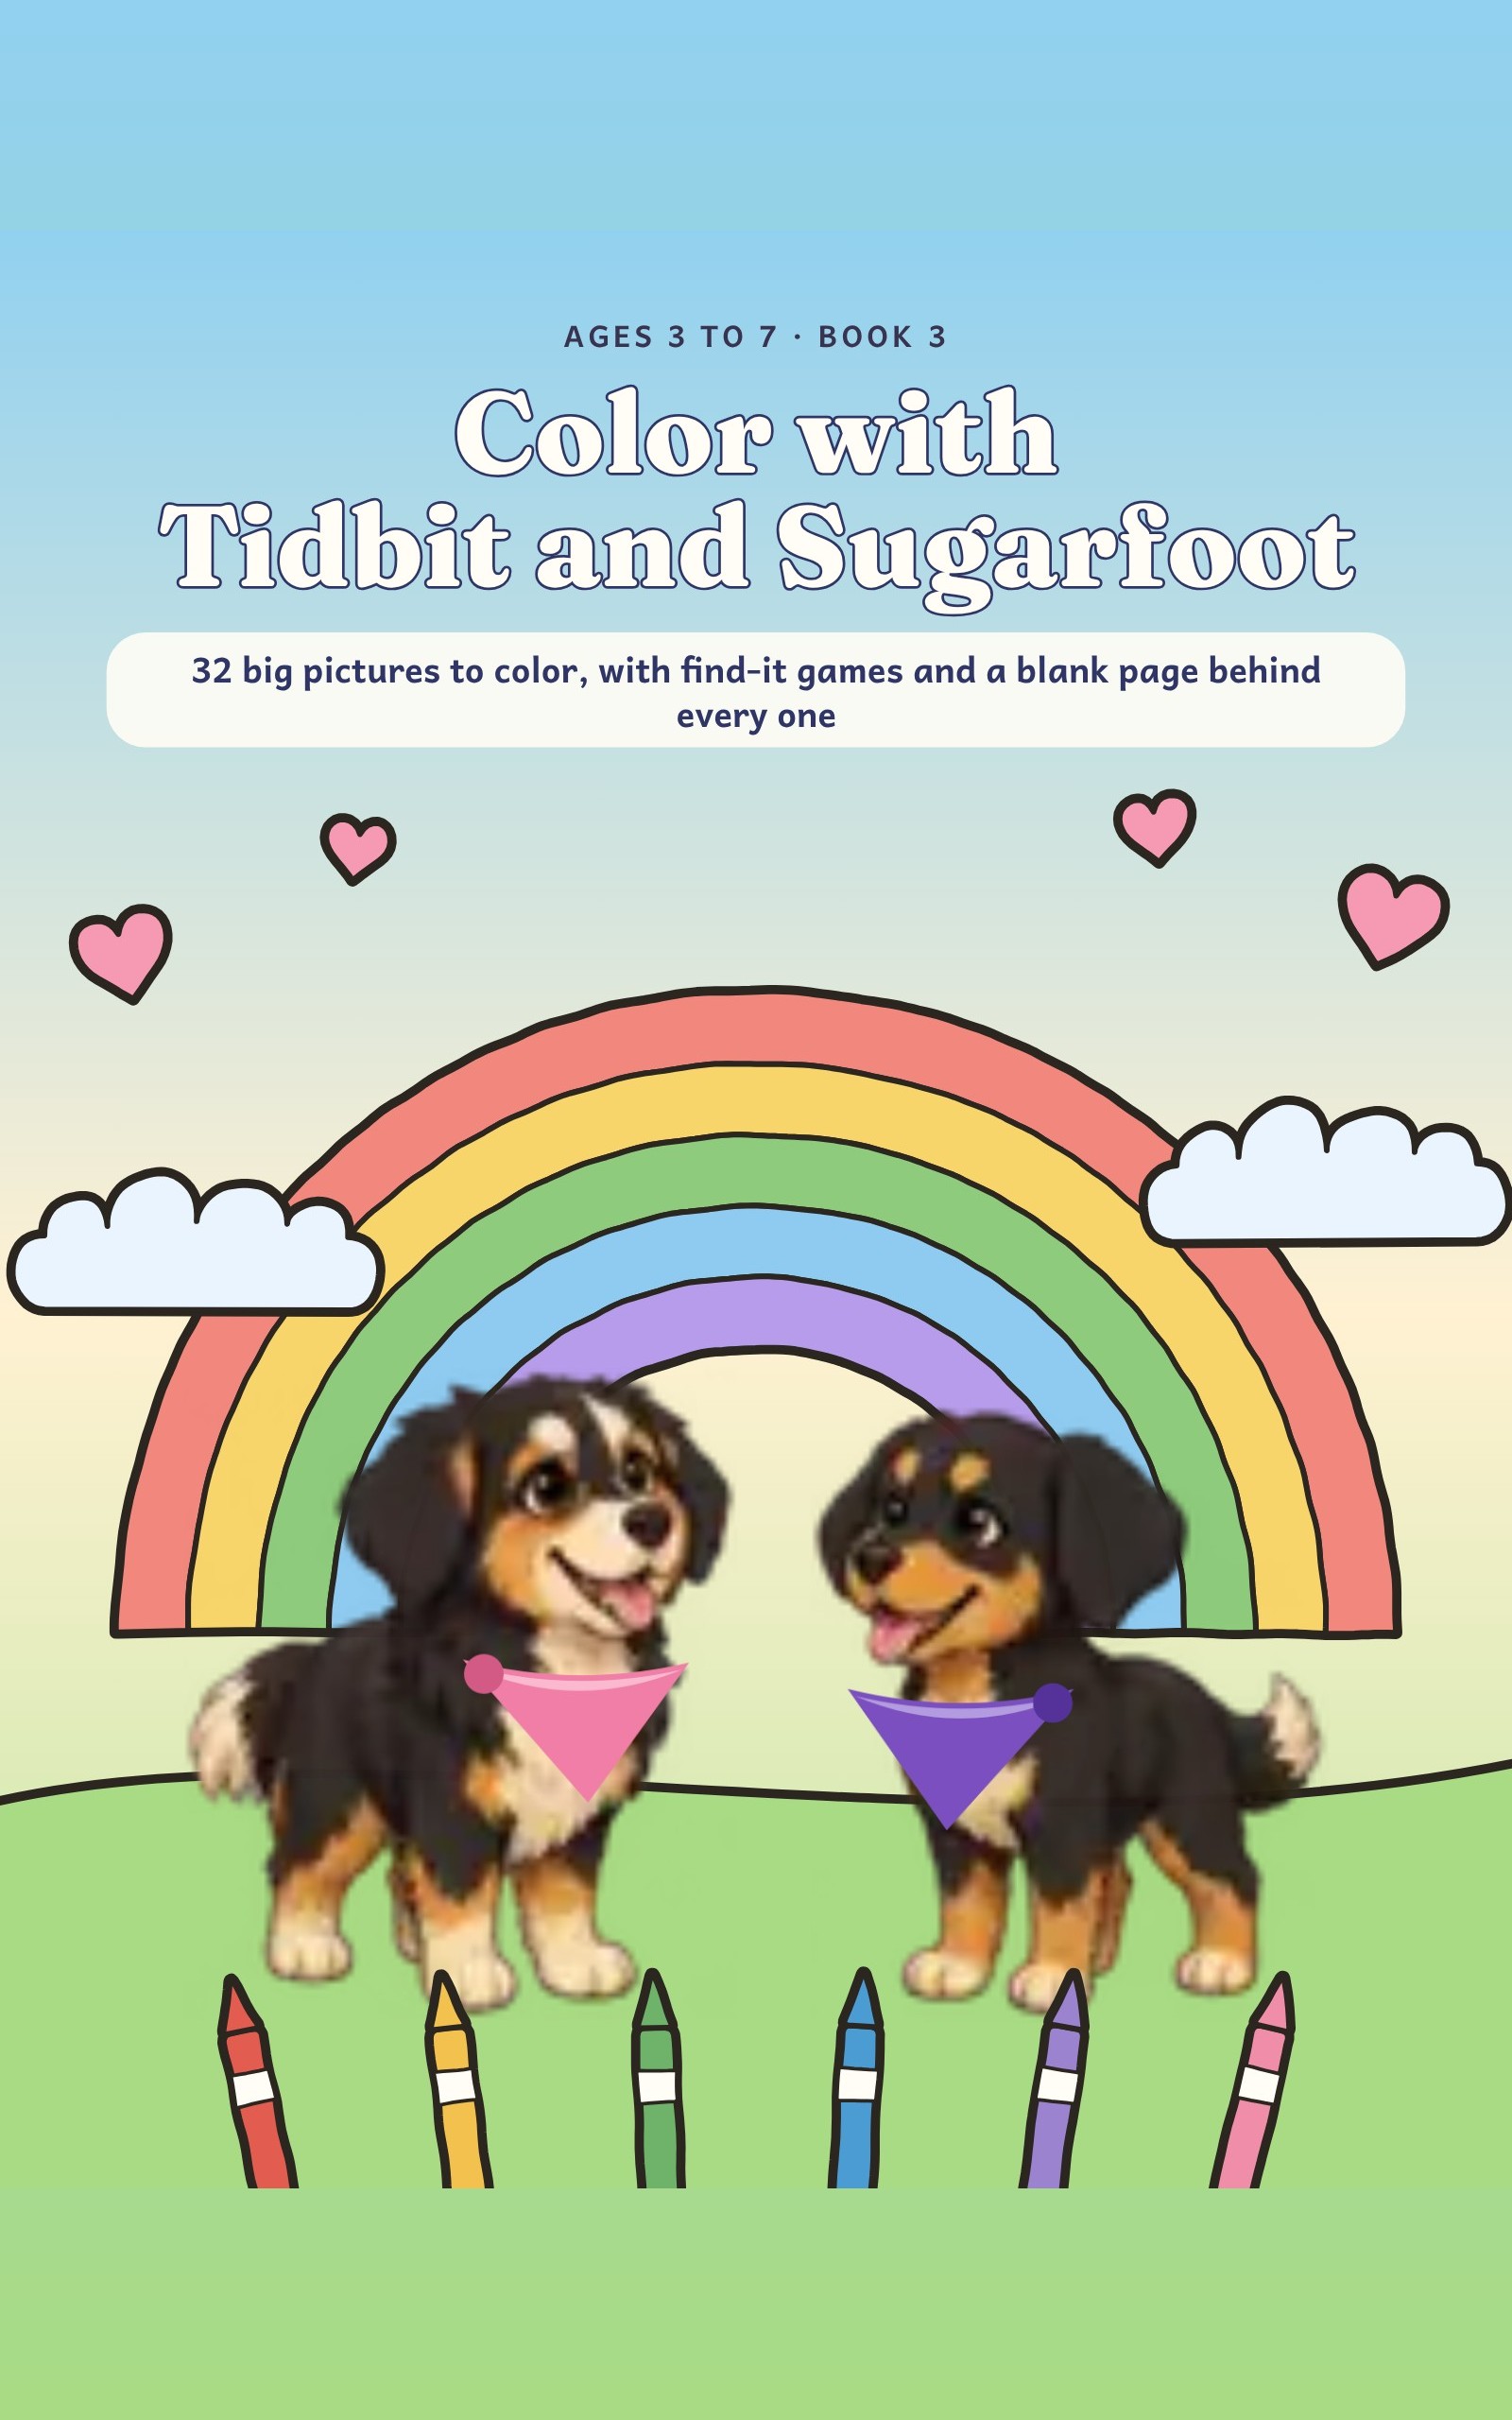 AGES 3 TO 7 · BOOK 3
Color with
Tidbit and Sugarfoot
32 big pictures to color, with find-it games and a blank page behind
every one